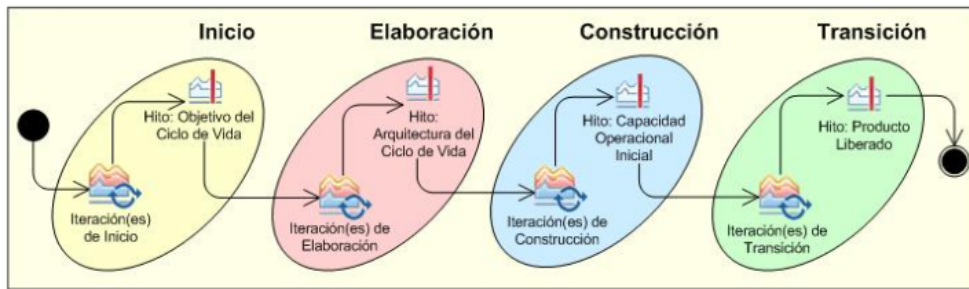 Inicio
Elaboración
Construcción
Transición
Hito: Objetivo del
Ciclo de Vida
Iteración(es)
de Inicio
Hito:
Arquitectura del
Ciclo de Vida
Iteración(es) de
Elaboración
Hito: Capacidad
Operacional
Inicial
Iteración(es) de
Construcción
Hito: Producto
Liberado
Iteración(es) de
Transición